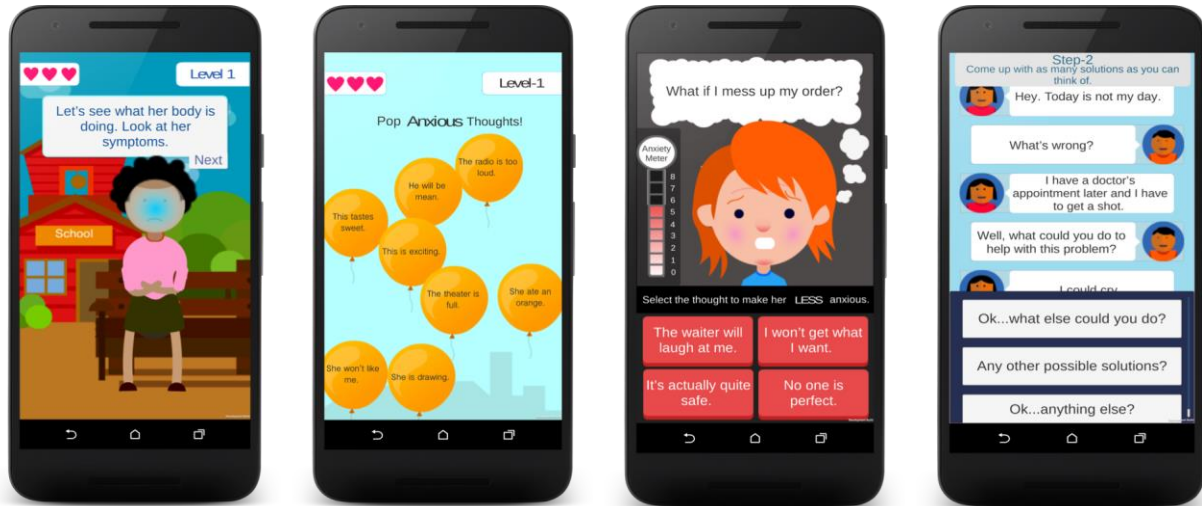 Level 1
Let's see what her body is
doing. Look at her
symptoms.
Next
School
Level-1
Pop Anxious Thoughts!
The radio is too
loud.
He will be
mean.
This tastes
sweet.
This is exciting.
The theater is
full.
She ate an
orange.
She won't like
me.
She is drawing.
What if I mess up my order?
Anxiety
Meter
8
7
6
5
4
3
2
1
0
Select the thought to make her LESS anxious.
The waiter will
laugh at me.
I won't get what
I want.
It's actually quite
safe.
No one is
perfect.
Step-2
Come up with as many solutions as you can
think of.
Hey. Today is not my day.
What's wrong?
I have a doctor's
appointment later and I have
to get a shot.
Well, what could you do to
help with this problem?
I could cry
Ok...what else could you do?
Any other possible solutions?
Ok...anything else?